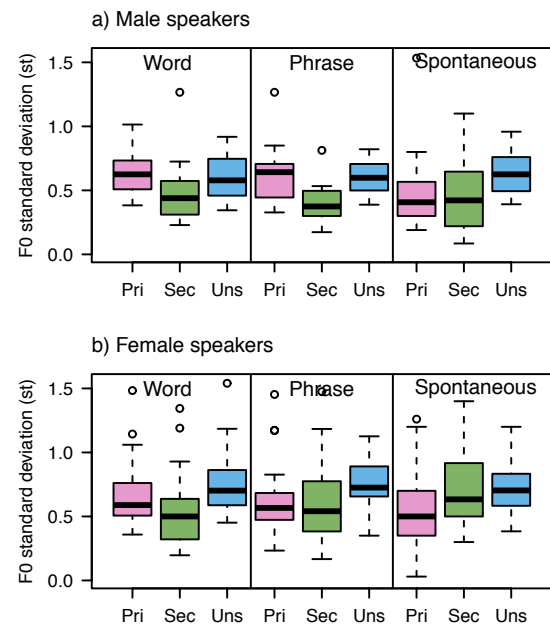 a) Male speakers
Word Phrase Spontaneous
F0 standard deviation (st)
1.5
1.0
0.5
0.0
Pri Sec Uns Pri Sec Uns Pri Sec Uns
b) Female speakers
Word Phrase Spontaneous
F0 standard deviation (st)
1.5
1.0
0.5
0.0
Pri Sec Uns Pri Sec Uns Pri Sec Uns